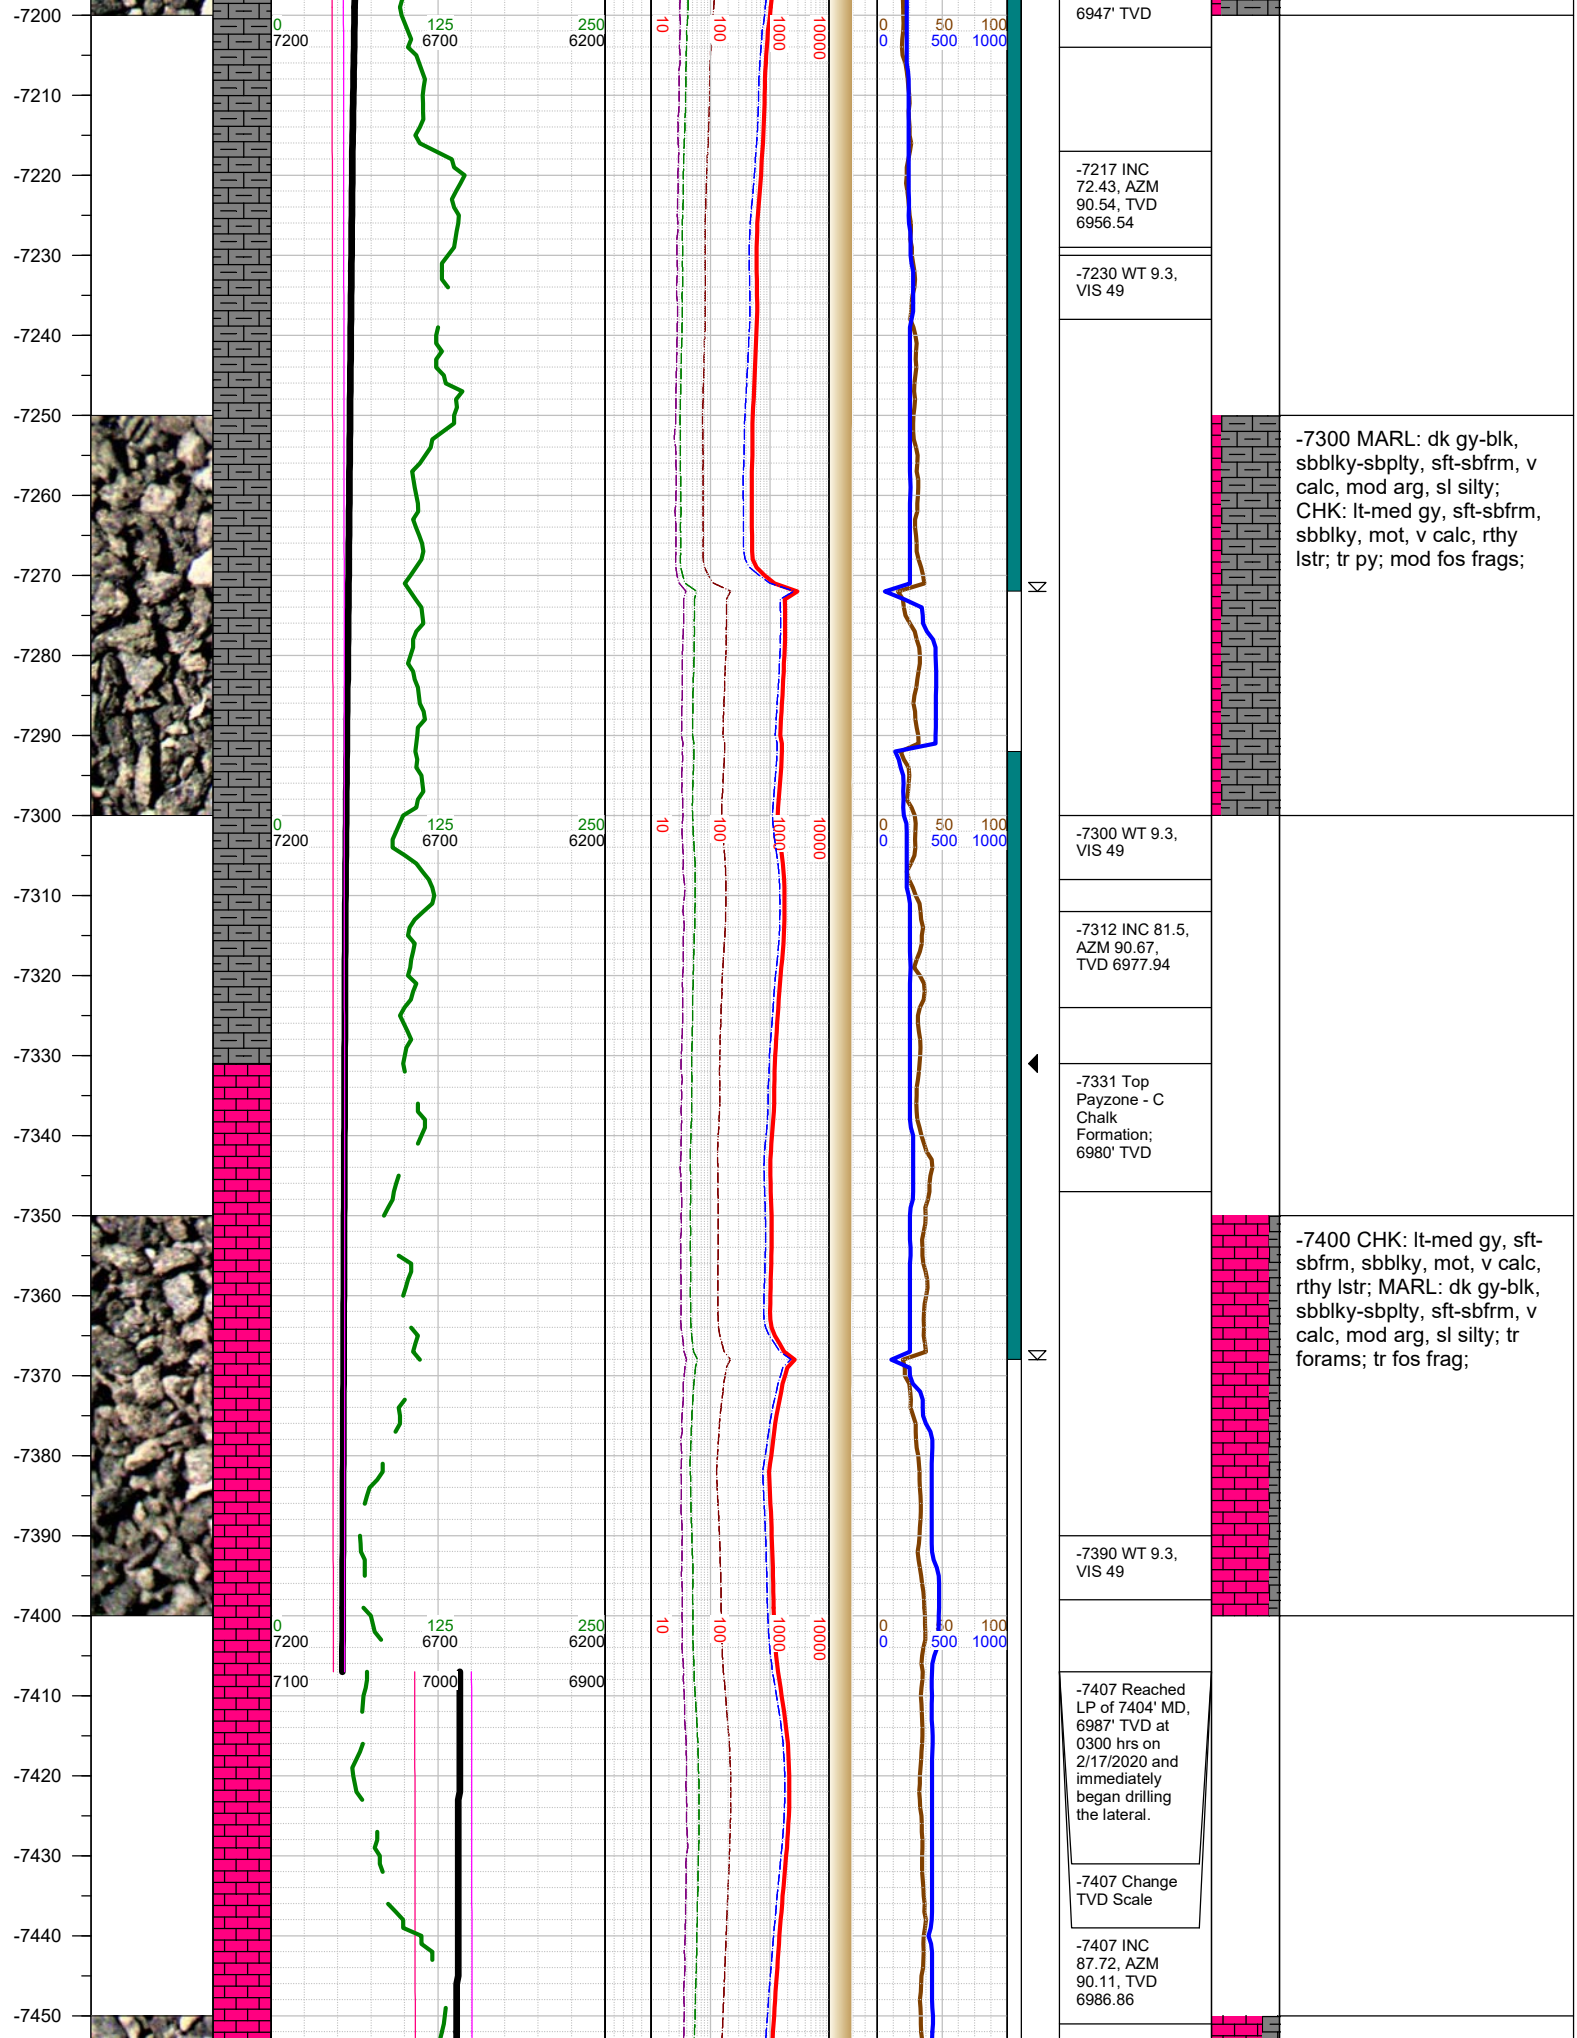 6947' TVD
-7200
0 125 250
7200 6700 6200
10 100 1000 10000
0 50 100
0 500 1000
-7210
-7217 INC
72.43, AZM
90.54, TVD
6956.54
-7220
-7230
-7230 WT 9.3,
VIS 49
-7240
-7250
-7300 MARL: dk gy-blk,
sbblky-sbplty, sft-sbfrm, v
calc, mod arg, sl silty;
CHK: lt-med gy, sft-sbfrm,
sbblky, mot, v calc, rthy
lstr; tr py; mod fos frags;
-7260
-7270
-7280
-7290
-7300
0 125 250
7200 6700 6200
10 100 1000 10000
0 50 100
0 500 1000
-7300 WT 9.3,
VIS 49
-7310
-7312 INC 81.5,
AZM 90.67,
TVD 6977.94
-7320
-7330
-7331 Top
Payzone - C
Chalk
Formation;
6980' TVD
-7340
-7350
-7400 CHK: lt-med gy, sft-
sbfrm, sbblky, mot, v calc,
rthy lstr; MARL: dk gy-blk,
sbblky-sbplty, sft-sbfrm, v
calc, mod arg, sl silty; tr
forams; tr fos frag;
-7360
-7370
-7380
-7390
-7390 WT 9.3,
VIS 49
-7400
0 125 250
7200 6700 6200
10 100 1000 10000
0 50 100
0 500 1000
7100 7000 6900
-7407 Reached
LP of 7404' MD,
6987' TVD at
0300 hrs on
2/17/2020 and
immediately
began drilling
the lateral.
-7410
-7420
-7430
-7407 Change
TVD Scale
-7440
-7407 INC
87.72, AZM
90.11, TVD
6986.86
-7450